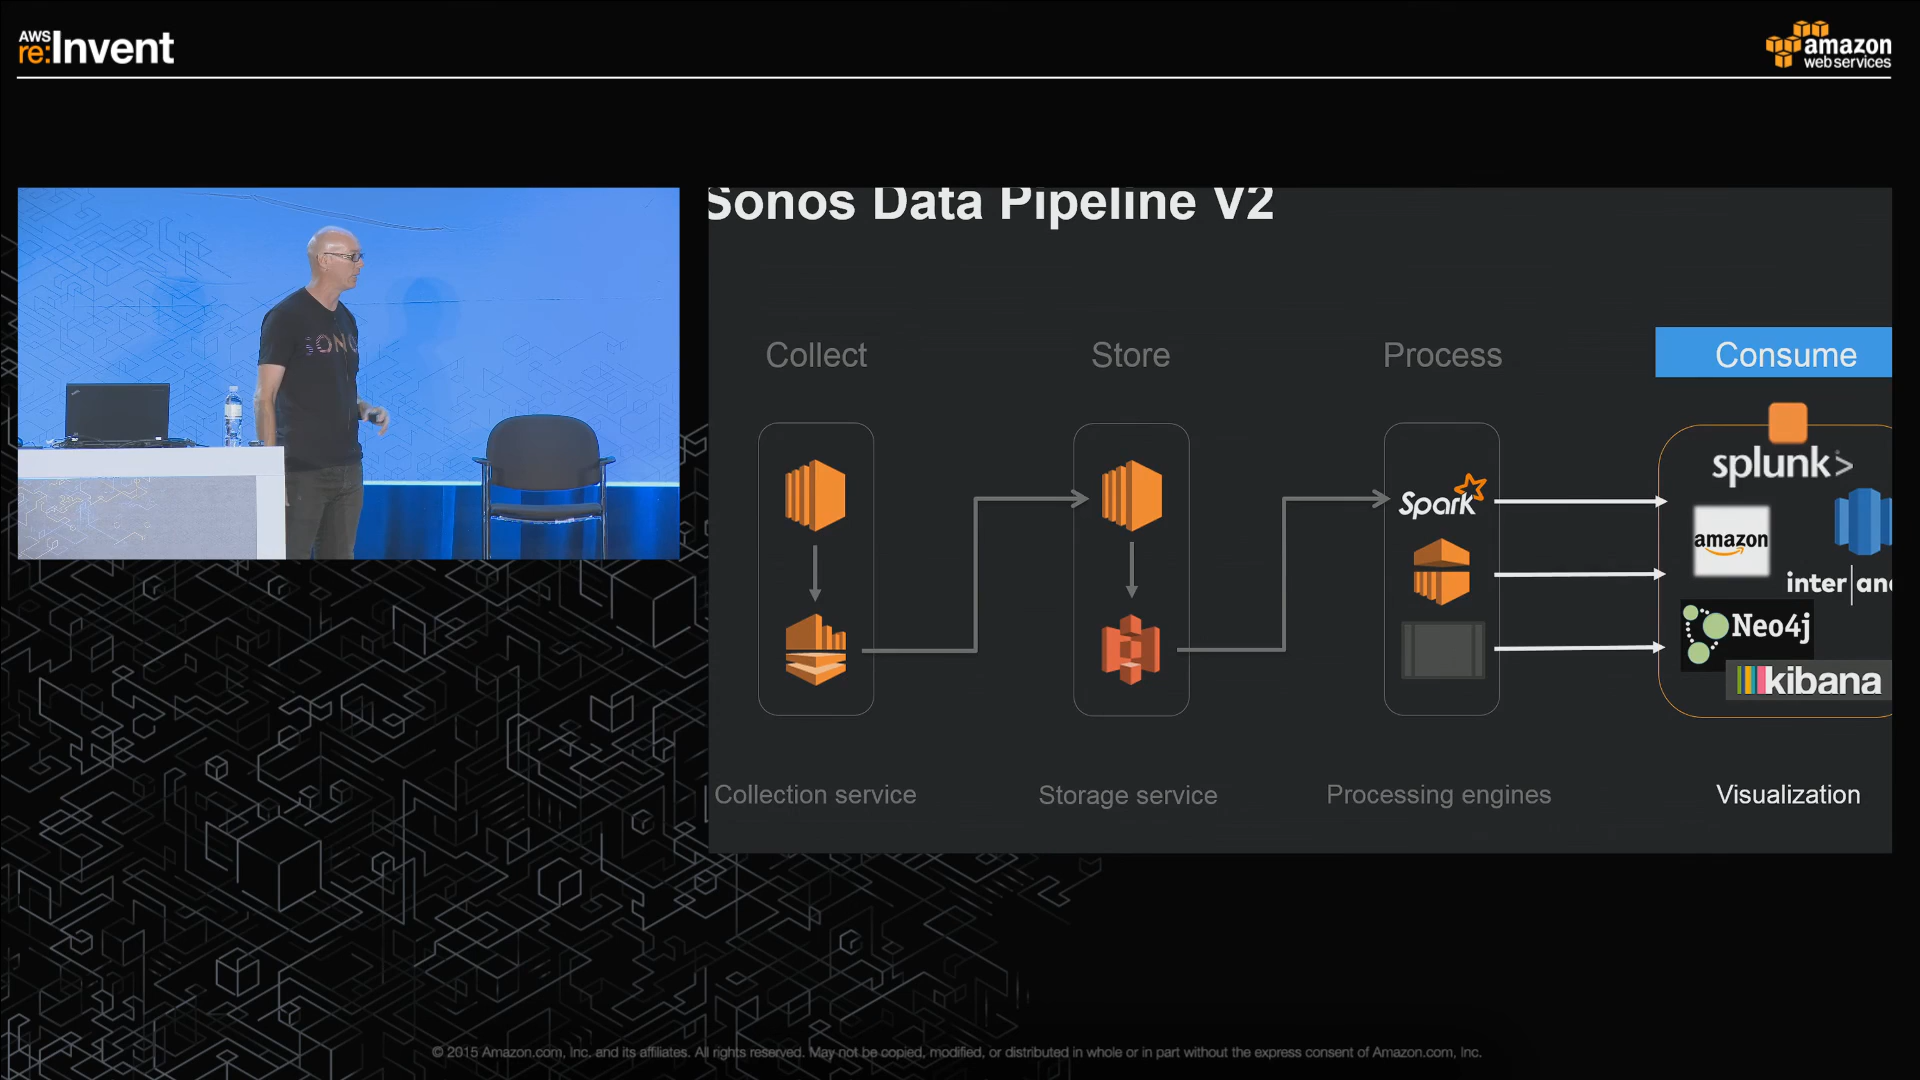 AWS
re:Invent
amazon
web services
SONO
Sonos Data Pipeline V2
Collect
Store
Process
Consume
splunk>
Spark
amazon
inter|ana
Neo4j
kibana
Collection service
Storage service
Processing engines
Visualization
© 2015 Amazon.com, Inc. and its affiliates. All rights reserved. May not be copied, modified, or distributed in whole or in part without the express consent of Amazon.com, Inc.